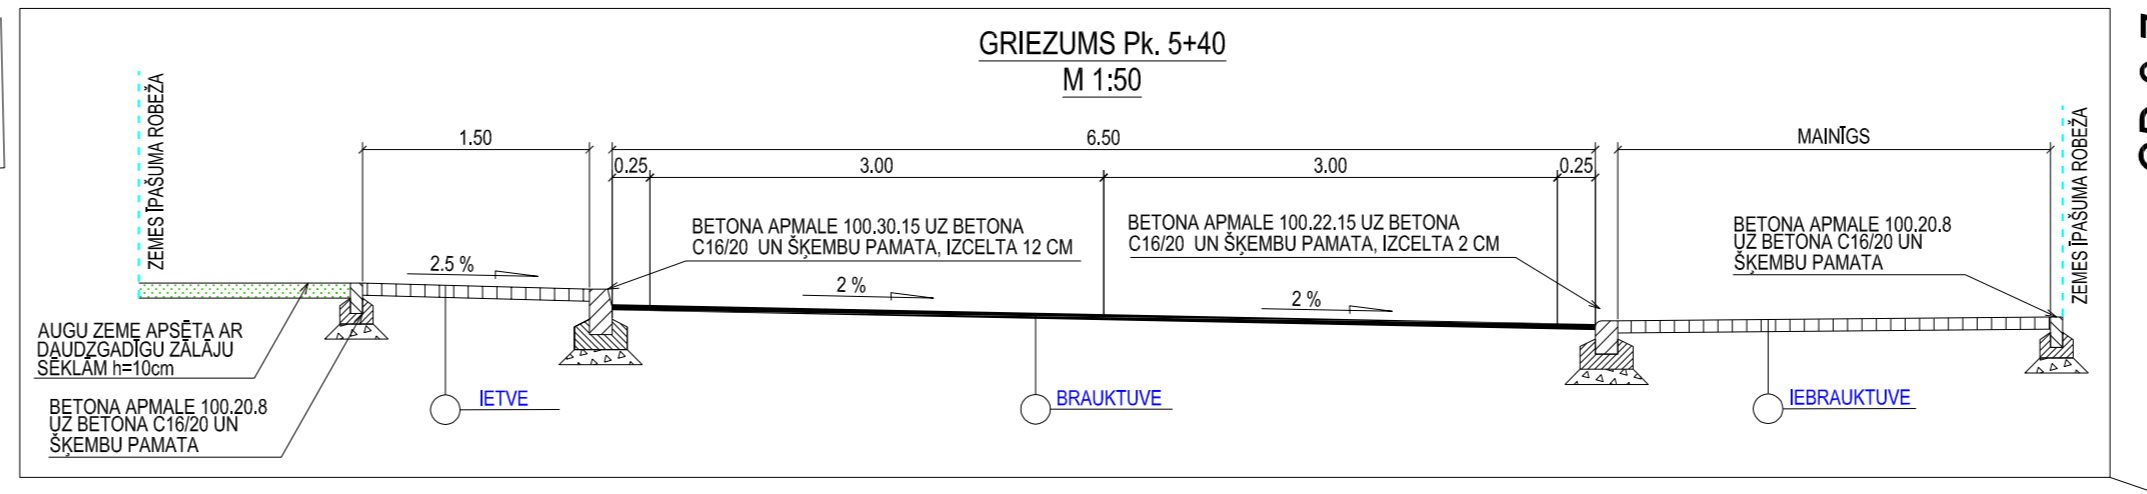 GRIEZUMS Pk. 5+40
M 1:50
ZEMES ĪPAŠUMA ROBEŽA
1.50
6.50
MAINĪGS
0.25
3.00
3.00
0.25
ZEMES ĪPAŠUMA ROBEŽA
BETONA APMALE 100.30.15 UZ BETONA
C16/20 UN ŠĶEMBU PAMATA, IZCELTA 12 CM
BETONA APMALE 100.22.15 UZ BETONA
C16/20 UN ŠĶEMBU PAMATA, IZCELTA 2 CM
BETONA APMALE 100.20.8
UZ BETONA C16/20 UN
ŠĶEMBU PAMATA
2.5 %
2 %
2 %
AUGU ZEME APSĒTA AR
DAUDZGADĪGU ZĀLĀJU
SĒKLĀM h=10cm
BETONA APMALE 100.20.8
UZ BETONA C16/20 UN
ŠĶEMBU PAMATA
IETVE
BRAUKTUVE
IEBRAUKTUVE